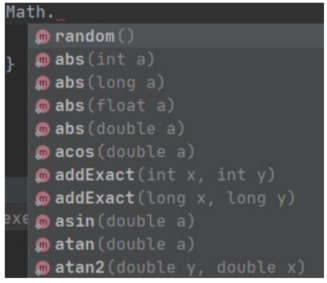 Math.
random()
}
abs(int a)
abs(long a)
abs(float a)
abs(double a)
acos(double a)
addExact(int x, int y)
addExact(long x, long y)
exe
asin(double a)
atan(double a)
atan2(double y, double x)